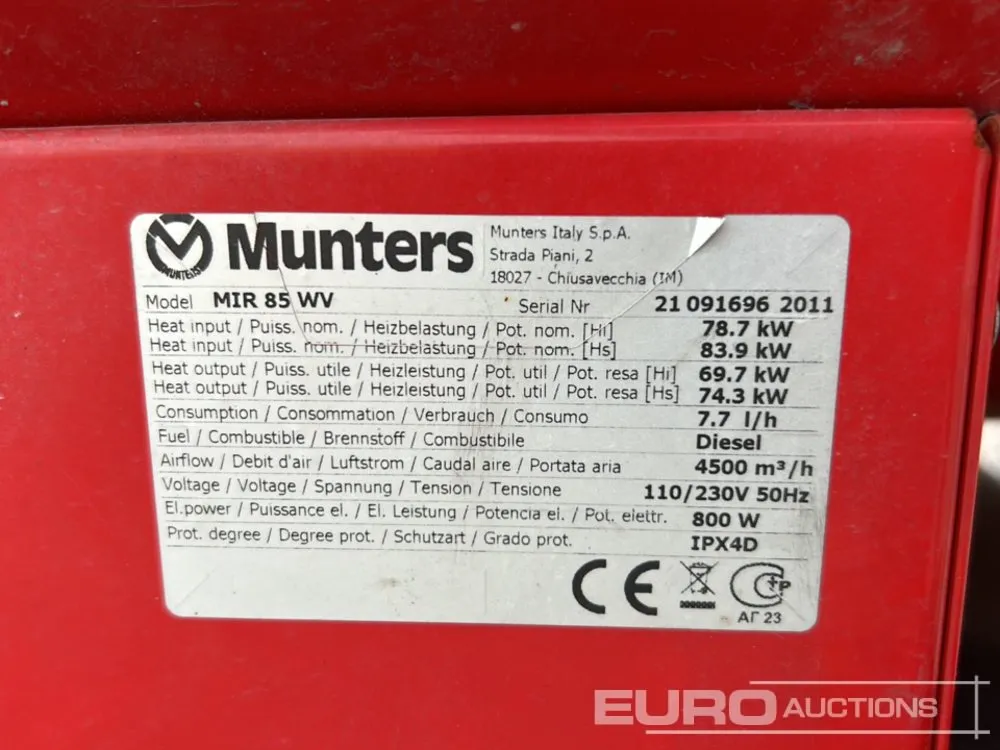 MUNTERS
Munters
Munters Italy S.p.A.
Strada Piani, 2
18027 - Chiusavecchia (IM)
Model MIR 85 WV Serial Nr 21 091696 2011
Heat input / Puiss. nom. / Heizbelastung / Pot. nom. [Hi] 78.7 kW
Heat input / Puiss. nom. / Heizbelastung / Pot. nom. [Hs] 83.9 kW
Heat output / Puiss. utile / Heizleistung / Pot. util / Pot. resa [Hi] 69.7 kW
Heat output / Puiss. utile / Heizleistung / Pot. util / Pot. resa [Hs] 74.3 kW
Consumption / Consommation / Verbrauch / Consumo 7.7 l/h
Fuel / Combustible / Brennstoff / Combustibile Diesel
Airflow / Debit d'air / Luftstrom / Caudal aire / Portata aria 4500 m³/h
Voltage / Voltage / Spannung / Tension / Tensione 110/230V 50Hz
El.power / Puissance el. / El. Leistung / Potencia el. / Pot. elettr. 800 W
Prot. degree / Degree prot. / Schutzart / Grado prot. IPX4D
CE
АГ 23
EURO AUCTIONS